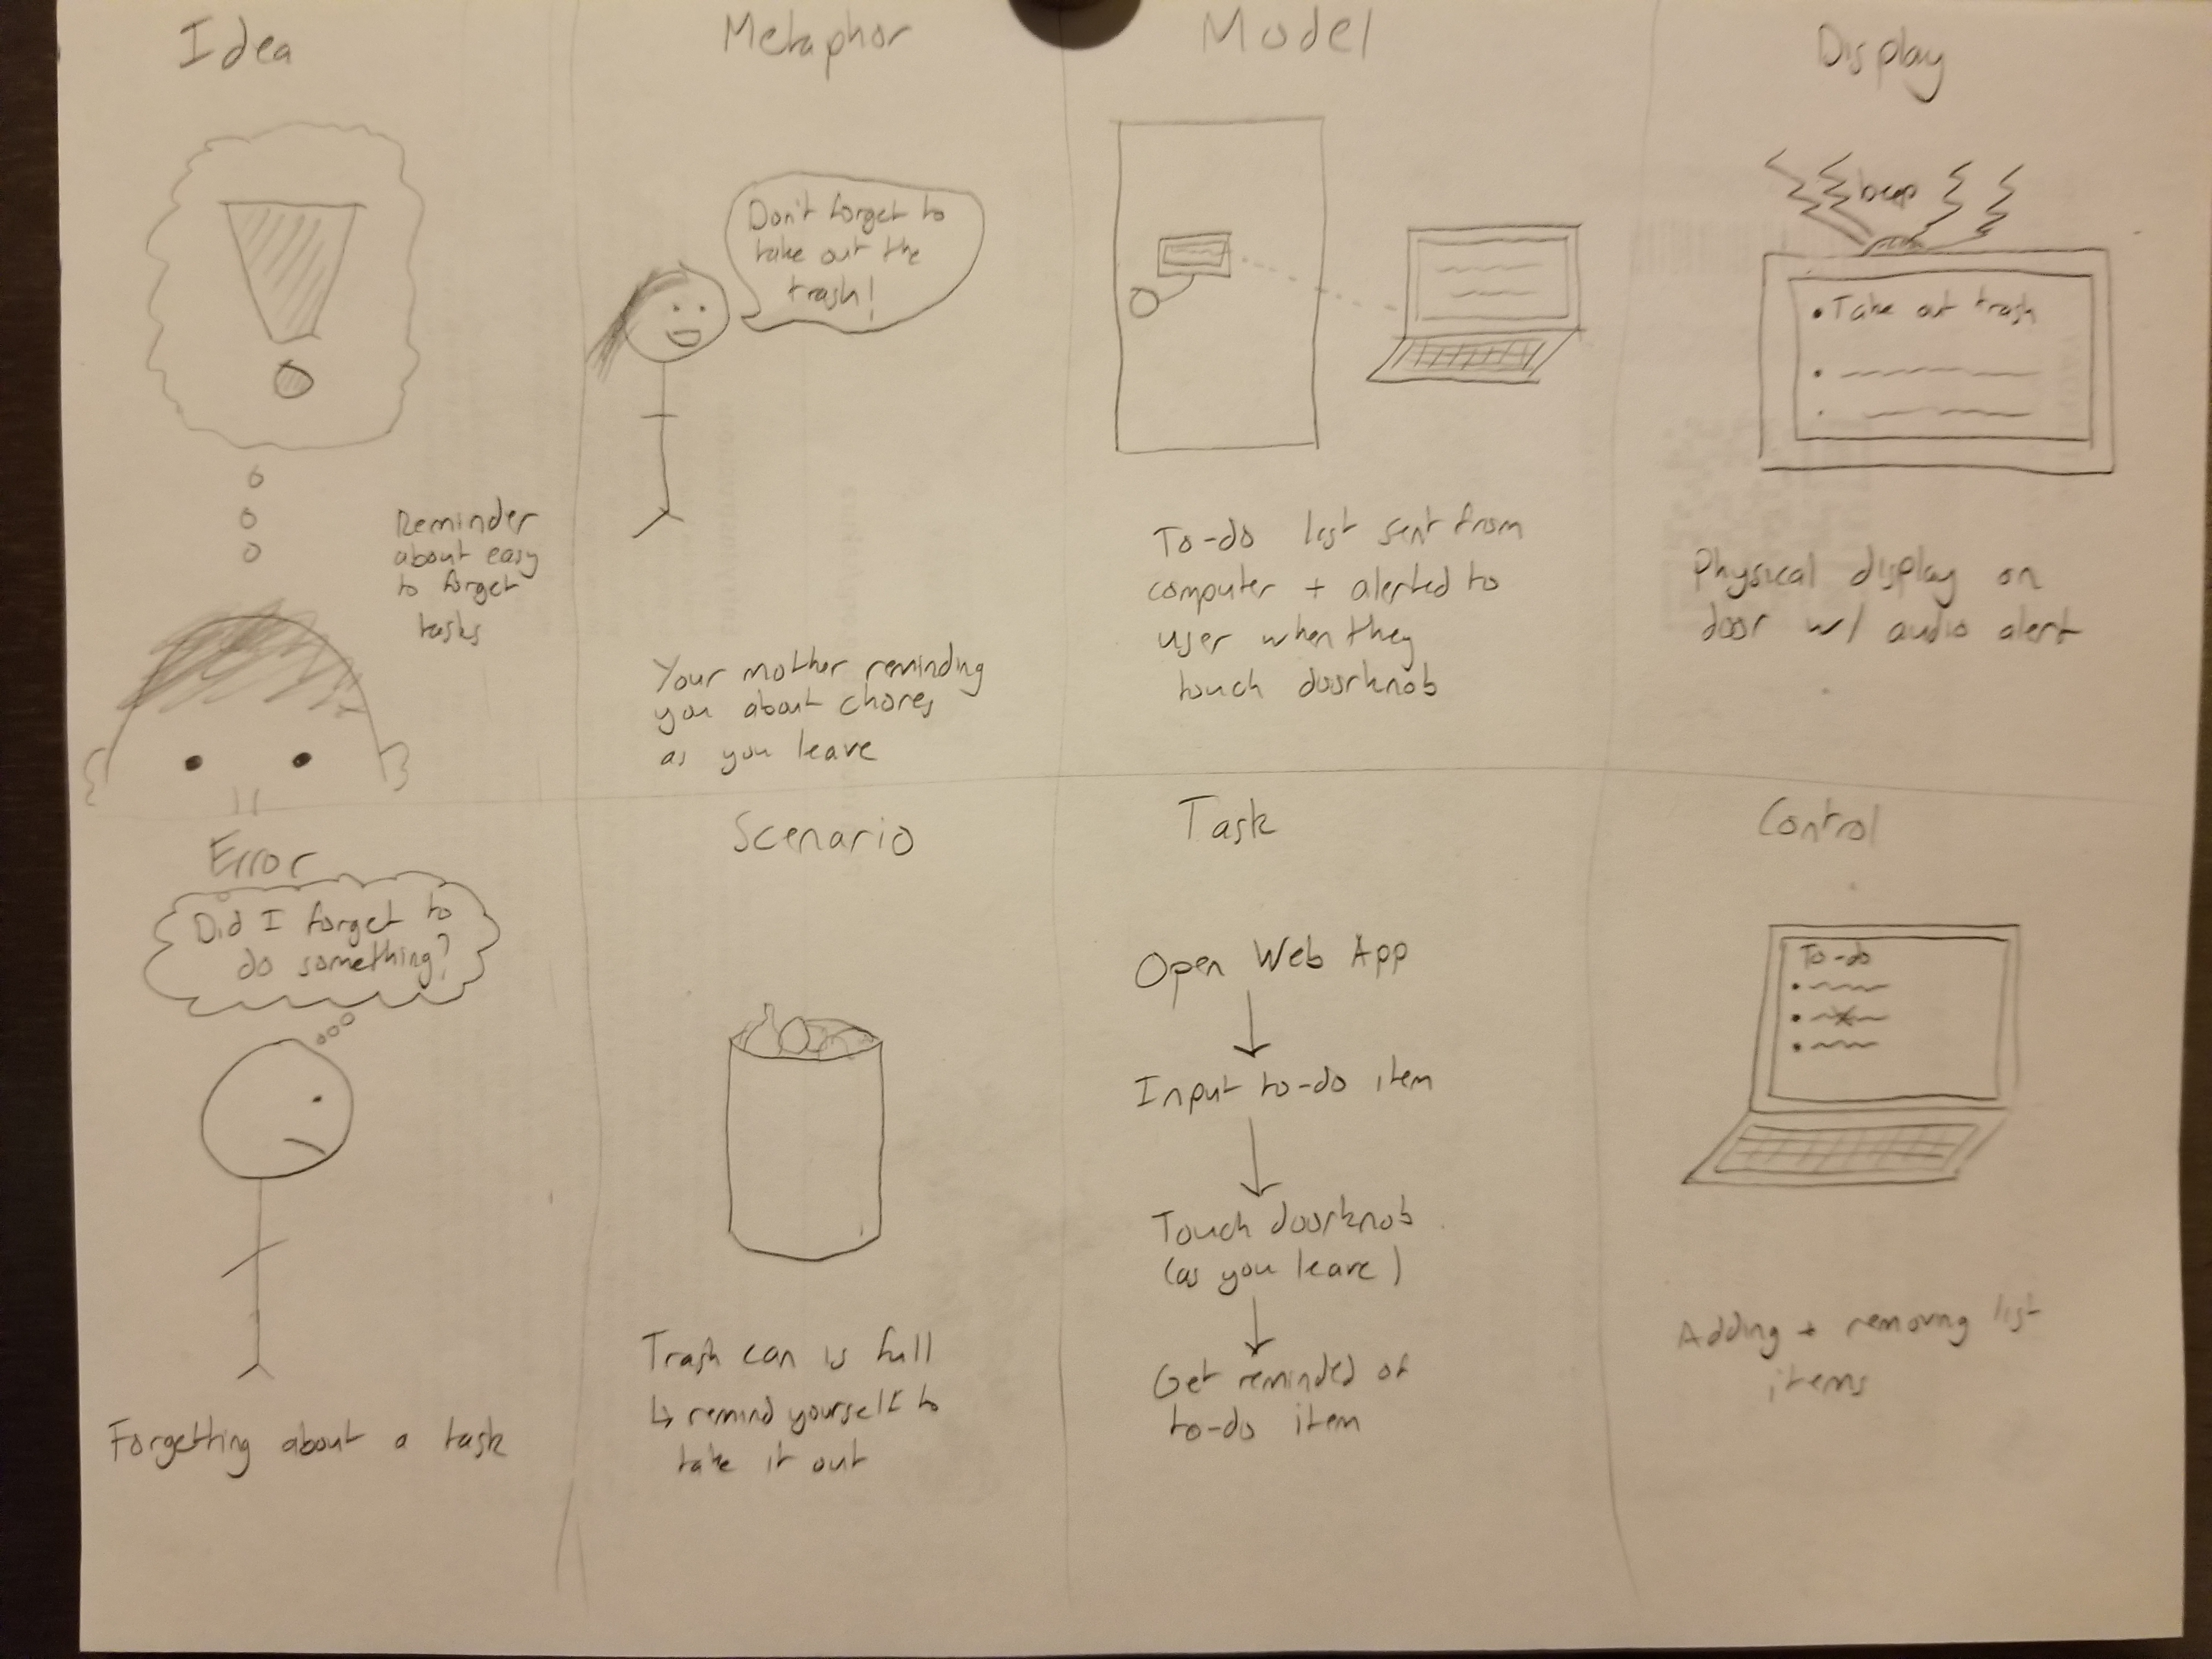 Idea
Reminder
about easy
to forget
tasks
Metaphor
Don't forget to
take out the
trash!
Your mother reminding
you about chores
as you leave
Model
To-do list sent from
computer + alerted to
user when they
touch doorknob
Display
beep
• Take out trash
Physical display on
door w/ audio alert
Error
Did I forget to
do something?
Forgetting about a task
Scenario
Trash can is full
↳ remind yourself to
take it out
Task
Open Web App
↓
Input to-do item
↓
Touch doorknob
(as you leave)
↓
Get reminded of
to-do item
Control
To-do
Adding + removing list
items